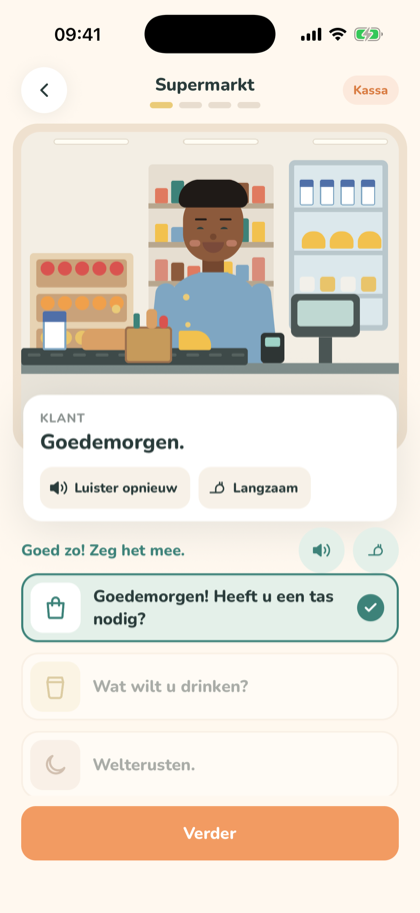 09:41
Supermarkt
Kassa
KLANT
Goedemorgen.
Luister opnieuw
Langzaam
Goed zo! Zeg het mee.
Goedemorgen! Heeft u een tas
nodig?
Wat wilt u drinken?
Welterusten.
Verder